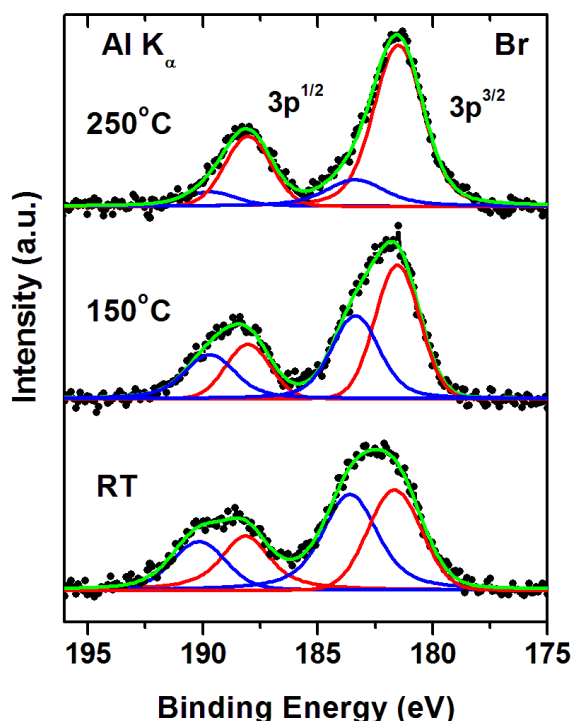 Al Kα Br
3p1/2
3p3/2
250°C
150°C
RT
Intensity (a.u.)
195 190 185 180 175
Binding Energy (eV)